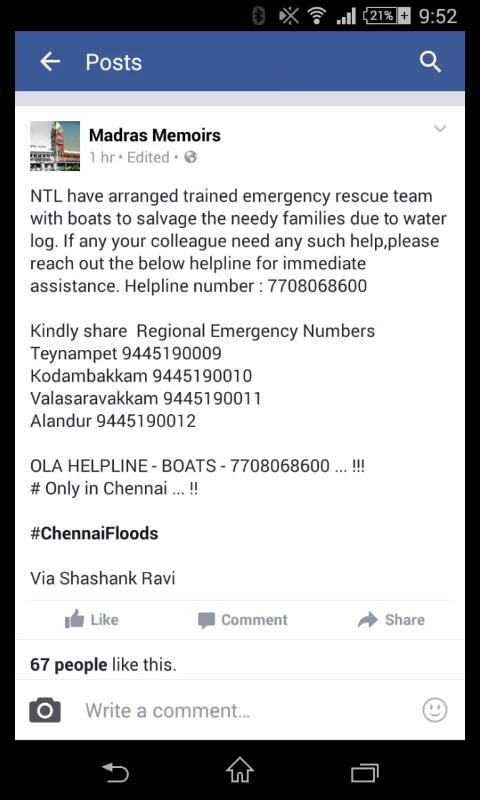 21% 9:52
Posts
Madras Memoirs
1 hr • Edited •
NTL have arranged trained emergency rescue team
with boats to salvage the needy families due to water
log. If any your colleague need any such help,please
reach out the below helpline for immediate
assistance. Helpline number : 7708068600
Kindly share  Regional Emergency Numbers
Teynampet 9445190009
Kodambakkam 9445190010
Valasaravakkam 9445190011
Alandur 9445190012
OLA HELPLINE - BOATS - 7708068600 ... !!!
# Only in Chennai ... !!
#ChennaiFloods
Via Shashank Ravi
Like Comment Share
67 people like this.
Write a comment...